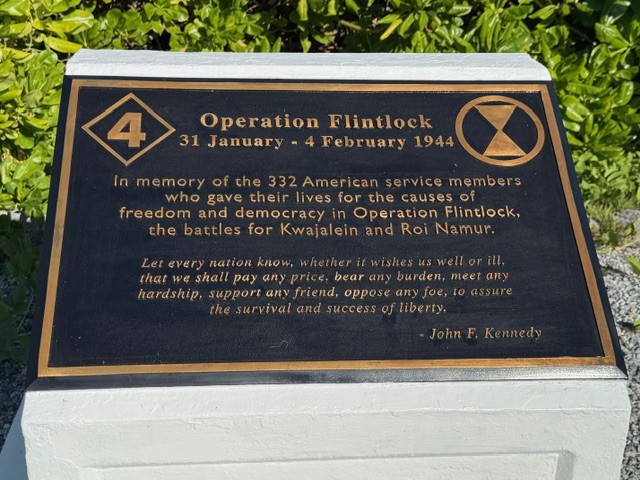 4
Operation Flintlock
31 January - 4 February 1944
In memory of the 332 American service members
who gave their lives for the causes of
freedom and democracy in Operation Flintlock,
the battles for Kwajalein and Roi Namur.
Let every nation know, whether it wishes us well or ill,
that we shall pay any price, bear any burden, meet any
hardship, support any friend, oppose any foe, to assure
the survival and success of liberty.
- John F. Kennedy